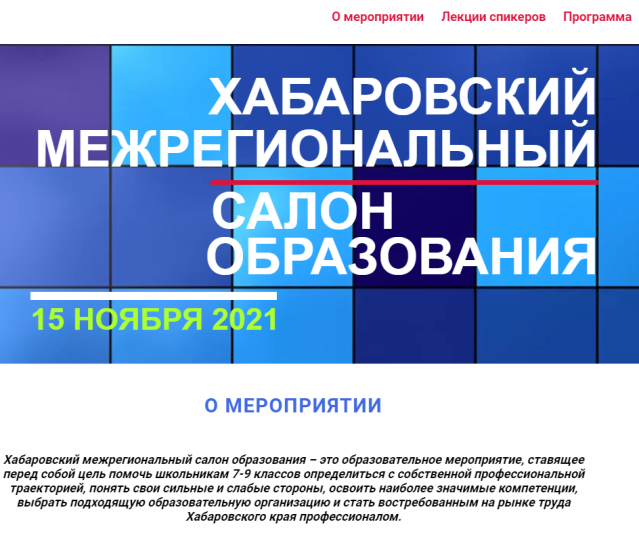 О мероприятии Лекции спикеров Программа
ХАБАРОВСКИЙ
МЕЖРЕГИОНАЛЬНЫЙ
САЛОН
ОБРАЗОВАНИЯ
15 НОЯБРЯ 2021
О МЕРОПРИЯТИИ
Хабаровский межрегиональный салон образования – это образовательное мероприятие, ставящее
перед собой цель помочь школьникам 7-9 классов определиться с собственной профессиональной
траекторией, понять свои сильные и слабые стороны, освоить наиболее значимые компетенции,
выбрать подходящую образовательную организацию и стать востребованным на рынке труда
Хабаровского края профессионалом.